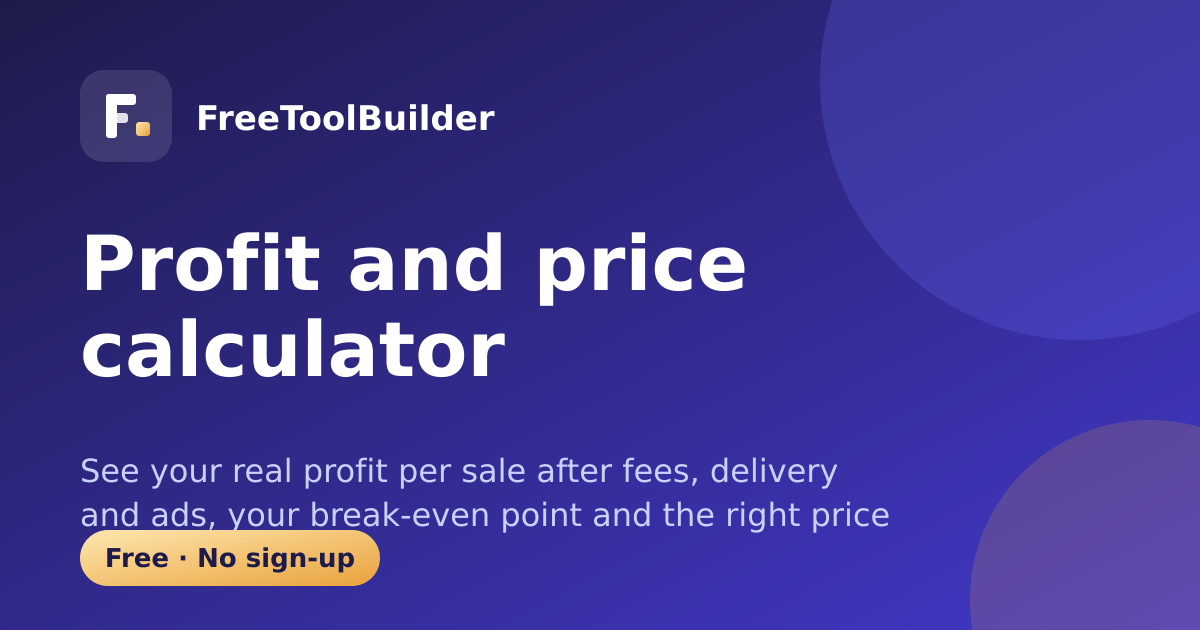 F.
FreeToolBuilder
Profit and price
calculator
See your real profit per sale after fees, delivery
and ads, your break-even point and the right price
Free · No sign-up